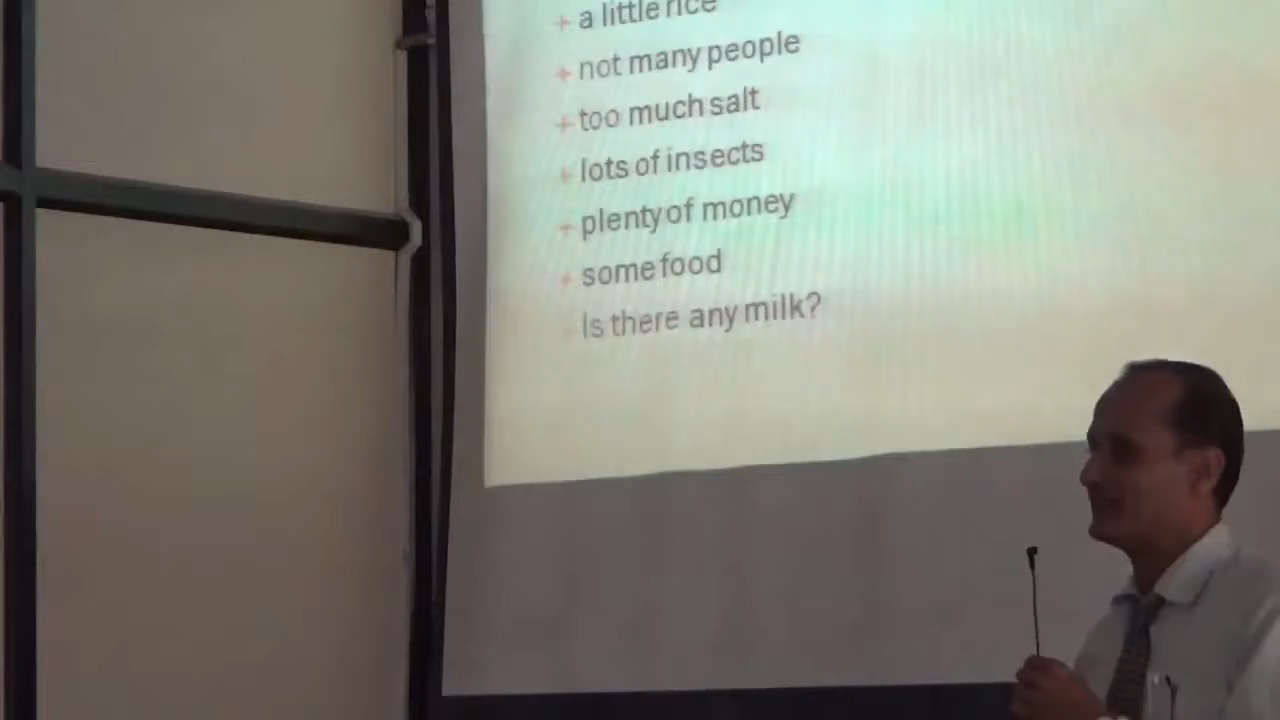 + a little rice
+ not many people
+ too much salt
+ lots of insects
+ plenty of money
+ some food
Is there any milk?